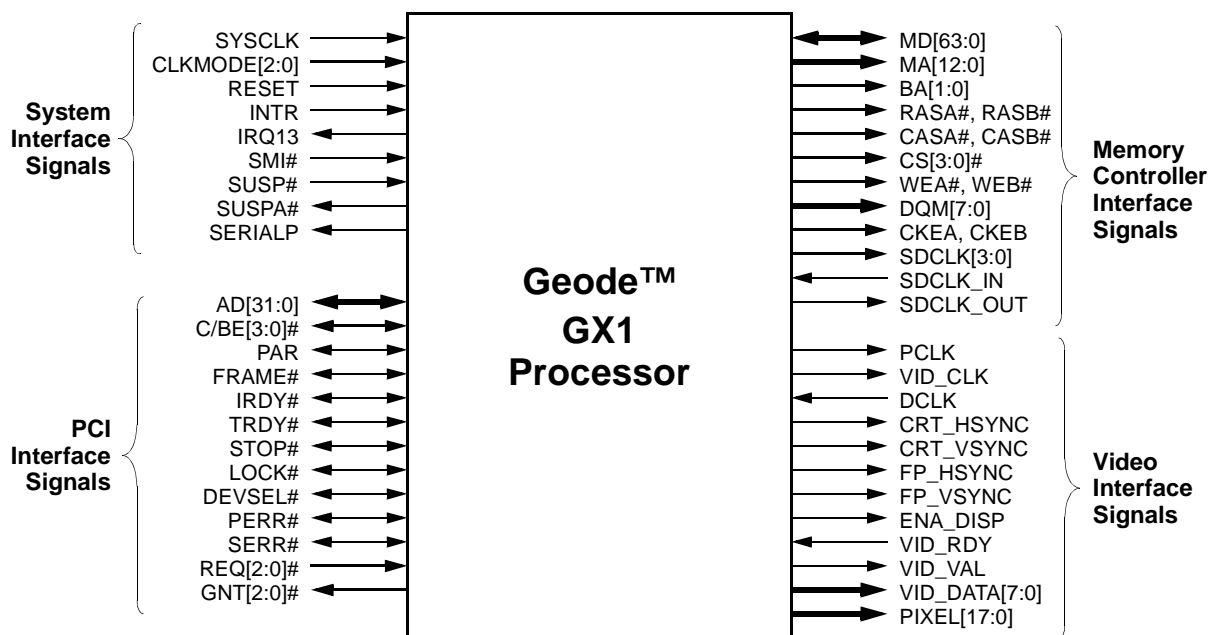 System
Interface
Signals
SYSCLK
CLKMODE[2:0]
RESET
INTR
IRQ13
SMI#
SUSP#
SUSPA#
SERIALP
PCI
Interface
Signals
AD[31:0]
C/BE[3:0]#
PAR
FRAME#
IRDY#
TRDY#
STOP#
LOCK#
DEVSEL#
PERR#
SERR#
REQ[2:0]#
GNT[2:0]#
Geode™
GX1
Processor
MD[63:0]
MA[12:0]
BA[1:0]
RASA#, RASB#
CASA#, CASB#
CS[3:0]#
WEA#, WEB#
DQM[7:0]
CKEA, CKEB
SDCLK[3:0]
SDCLK_IN
SDCLK_OUT
Memory
Controller
Interface
Signals
PCLK
VID_CLK
DCLK
CRT_HSYNC
CRT_VSYNC
FP_HSYNC
FP_VSYNC
ENA_DISP
VID_RDY
VID_VAL
VID_DATA[7:0]
PIXEL[17:0]
Video
Interface
Signals